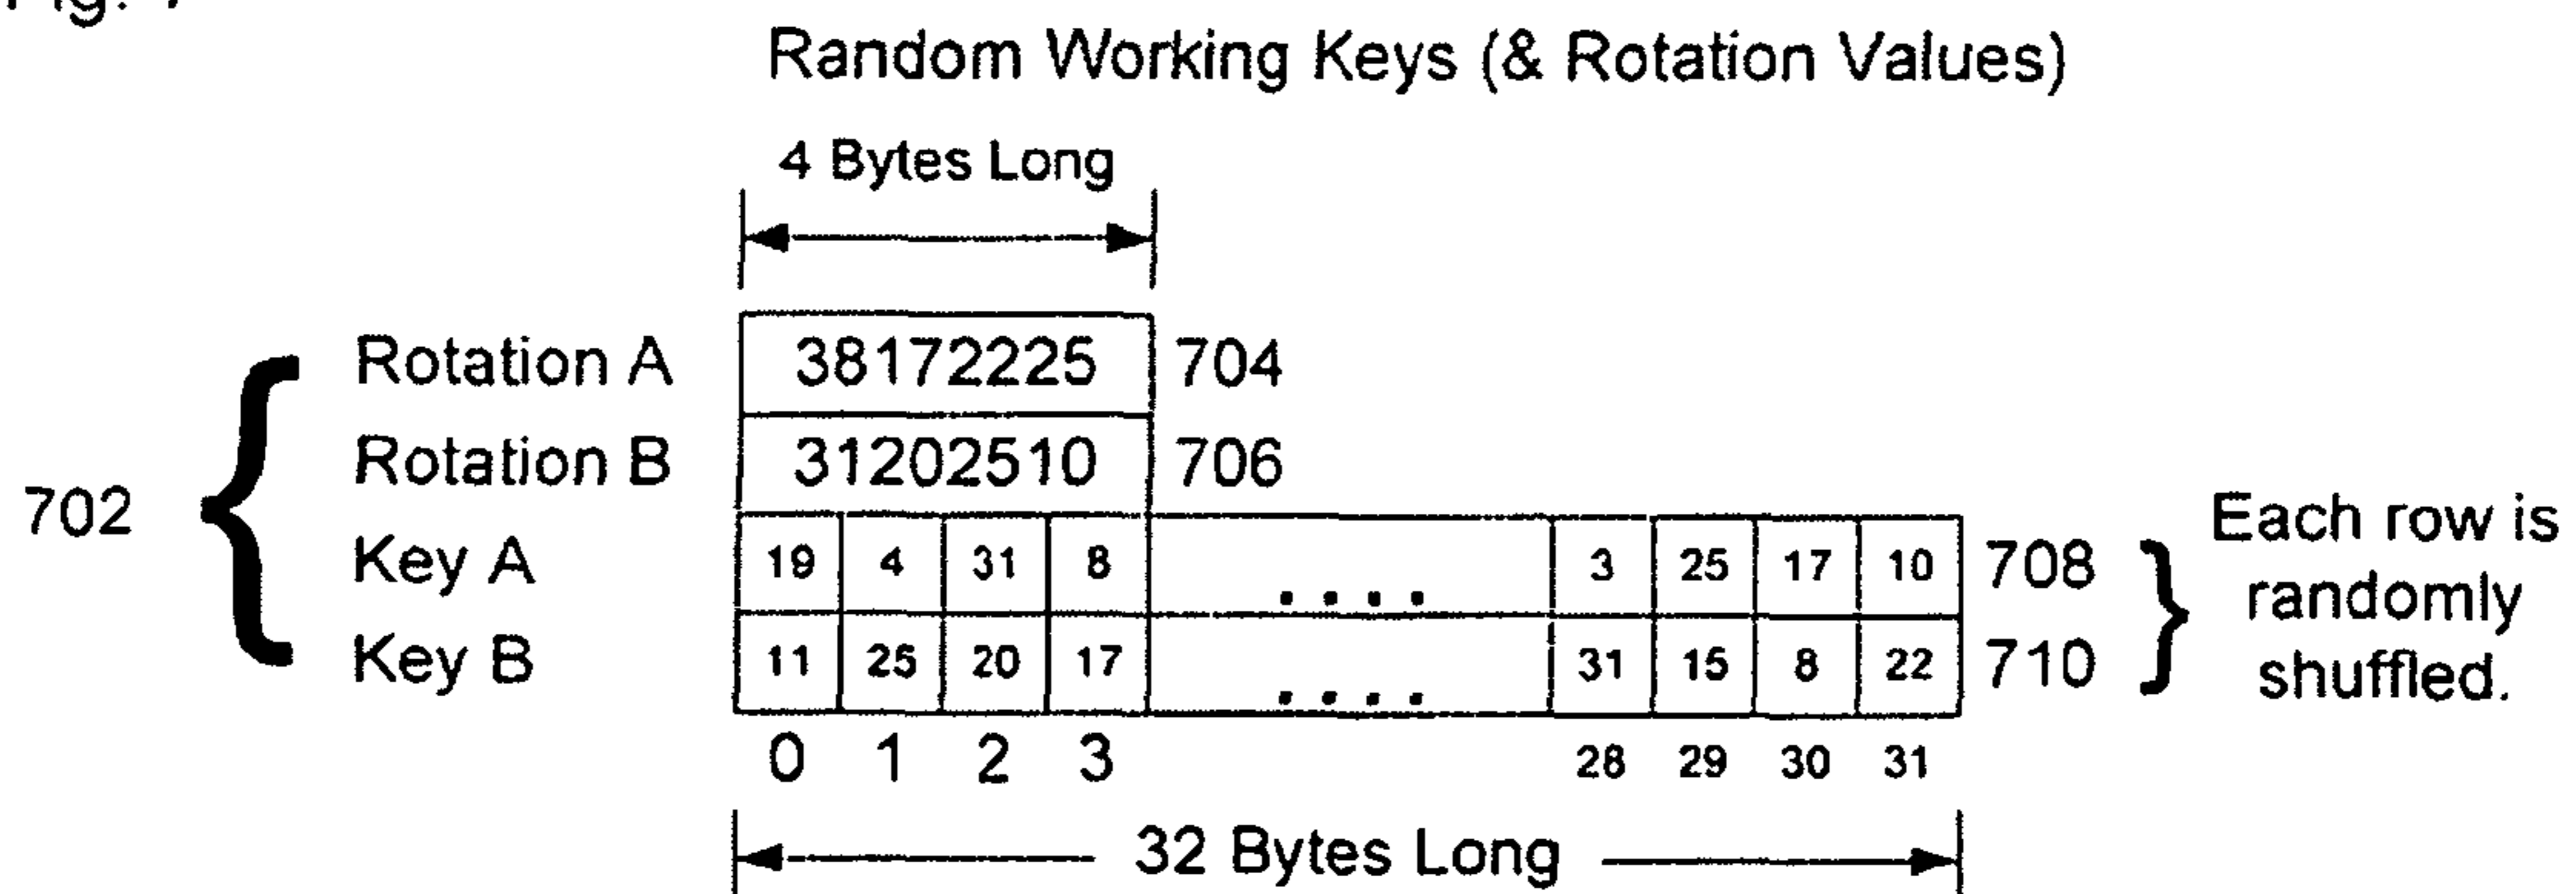 Random Working Keys (& Rotation Values)
4 Bytes Long
Rotation A 38172225 704
Rotation B 31202510 706
702
Key A 19 4 31 8 .... 3 25 17 10 708
Key B 11 25 20 17 .... 31 15 8 22 710
Each row is
randomly
shuffled.
0 1 2 3 28 29 30 31
32 Bytes Long